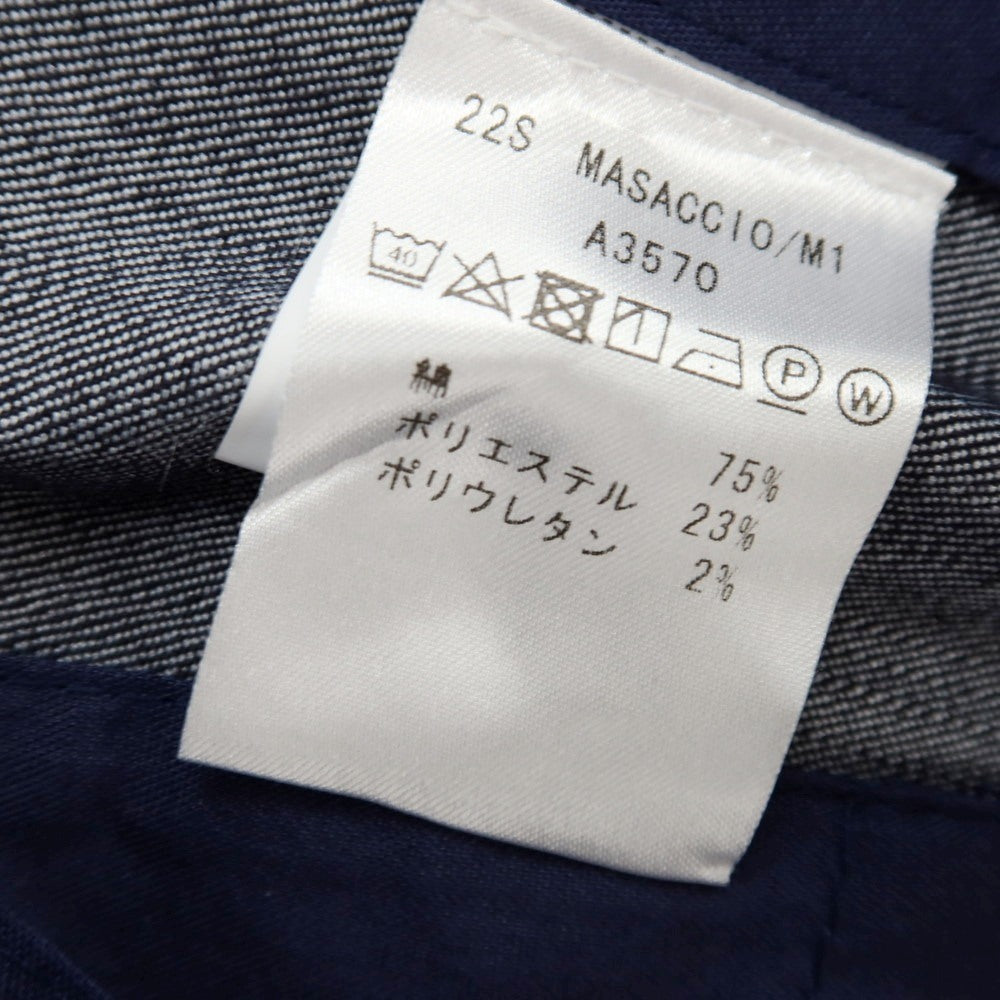 22S MASACCIO/M1
A3570
40 P W
綿 75%
ポリエステル 23%
ポリウレタン 2%